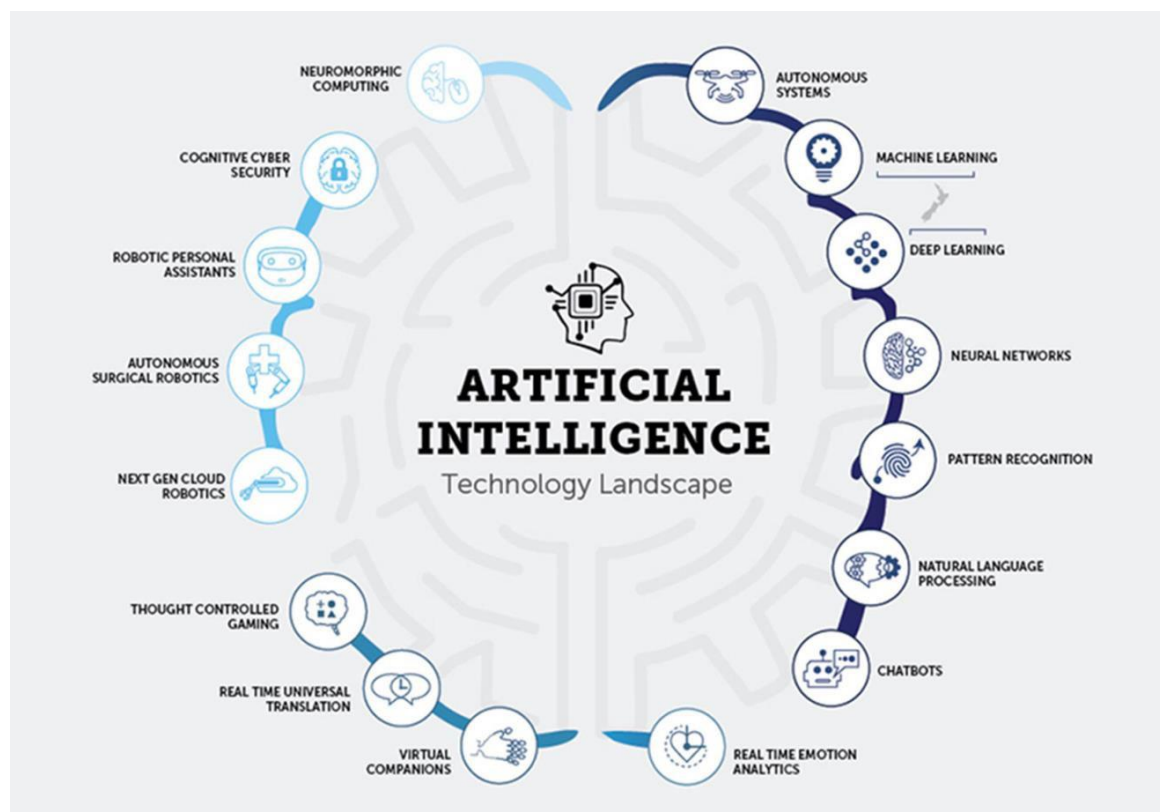 NEUROMORPHIC
COMPUTING
AUTONOMOUS
SYSTEMS
COGNITIVE CYBER
SECURITY
MACHINE LEARNING
ROBOTIC PERSONAL
ASSISTANTS
DEEP LEARNING
AUTONOMOUS
SURGICAL ROBOTICS
NEURAL NETWORKS
ARTIFICIAL
INTELLIGENCE
Technology Landscape
NEXT GEN CLOUD
ROBOTICS
PATTERN RECOGNITION
NATURAL LANGUAGE
PROCESSING
THOUGHT CONTROLLED
GAMING
CHATBOTS
REAL TIME UNIVERSAL
TRANSLATION
VIRTUAL
COMPANIONS
REAL TIME EMOTION
ANALYTICS